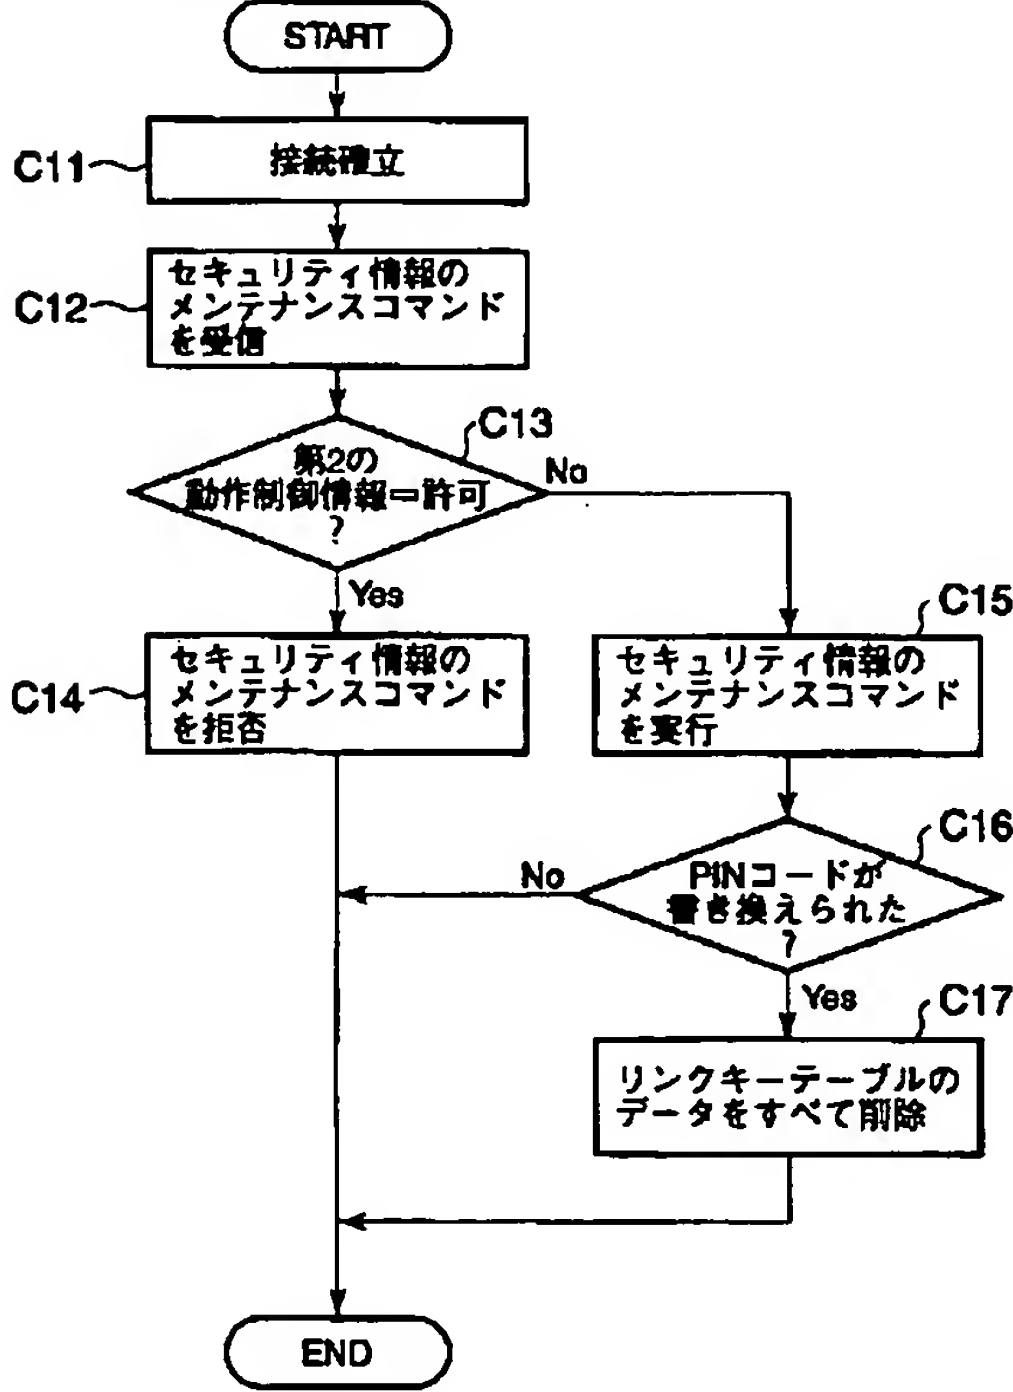 START
C11
接続確立
C12
セキュリティ情報の
メンテナンスコマンド
を受信
C13
第2の
動作制御情報=許可
?
No
Yes
C14
セキュリティ情報の
メンテナンスコマンド
を拒否
C15
セキュリティ情報の
メンテナンスコマンド
を実行
C16
PINコードが
書き換えられた
?
No
Yes
C17
リンクキーテーブルの
データをすべて削除
END